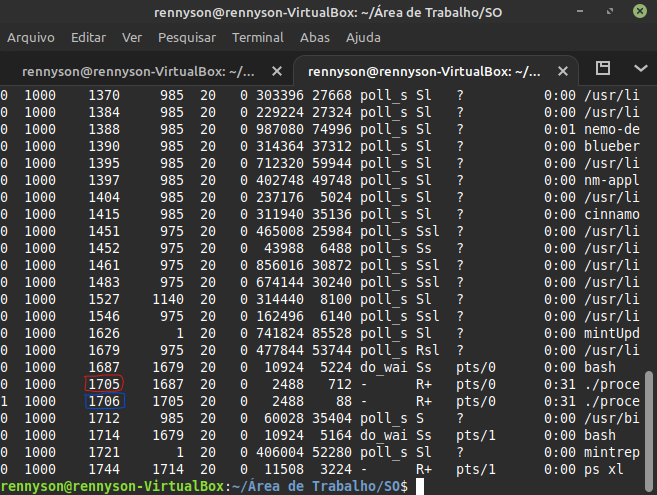 rennyson@rennyson-VirtualBox: ~/Área de Trabalho/SO
Arquivo Editar Ver Pesquisar Terminal Abas Ajuda
rennyson@rennyson-VirtualBox: ~/... rennyson@rennyson-VirtualBox: ~/...
0 1000 1370 985 20 0 303396 27668 poll_s Sl ? 0:00 /usr/li
0 1000 1384 985 20 0 229224 27324 poll_s Sl ? 0:00 /usr/li
0 1000 1388 985 20 0 987080 74996 poll_s Sl ? 0:01 nemo-de
0 1000 1390 985 20 0 314364 37312 poll_s Sl ? 0:00 blueber
0 1000 1395 985 20 0 712320 59944 poll_s Sl ? 0:00 /usr/li
0 1000 1397 985 20 0 402748 49748 poll_s Sl ? 0:00 nm-appl
0 1000 1404 985 20 0 237176 5024 poll_s Sl ? 0:00 /usr/li
0 1000 1415 985 20 0 311940 35136 poll_s Sl ? 0:00 cinnamo
0 1000 1451 975 20 0 465008 25984 poll_s Ssl ? 0:00 /usr/li
0 1000 1452 975 20 0 43988 6488 poll_s Ss ? 0:00 /usr/li
0 1000 1461 975 20 0 856016 30872 poll_s Ssl ? 0:00 /usr/li
0 1000 1483 975 20 0 674144 30240 poll_s Ssl ? 0:00 /usr/li
0 1000 1527 1140 20 0 314440 8100 poll_s Sl ? 0:00 /usr/li
0 1000 1546 975 20 0 162496 6140 poll_s Ssl ? 0:00 /usr/li
0 1000 1626 1 20 0 741824 85528 poll_s Sl ? 0:00 mintUpd
0 1000 1679 975 20 0 477844 53744 poll_s Rsl ? 0:00 /usr/li
0 1000 1687 1679 20 0 10924 5224 do_wai Ss pts/0 0:00 bash
0 1000 1705 1687 20 0 2488 712 - R+ pts/0 0:31 ./proce
1 1000 1706 1705 20 0 2488 88 - R+ pts/0 0:31 ./proce
0 1000 1712 985 20 0 60028 35404 poll_s S ? 0:00 /usr/bi
0 1000 1714 1679 20 0 10924 5164 do_wai Ss pts/1 0:00 bash
0 1000 1721 1 20 0 406004 52280 poll_s Sl ? 0:00 mintrep
0 1000 1744 1714 20 0 11508 3224 - R+ pts/1 0:00 ps xl
rennyson@rennyson-VirtualBox:~/Área de Trabalho/SO$